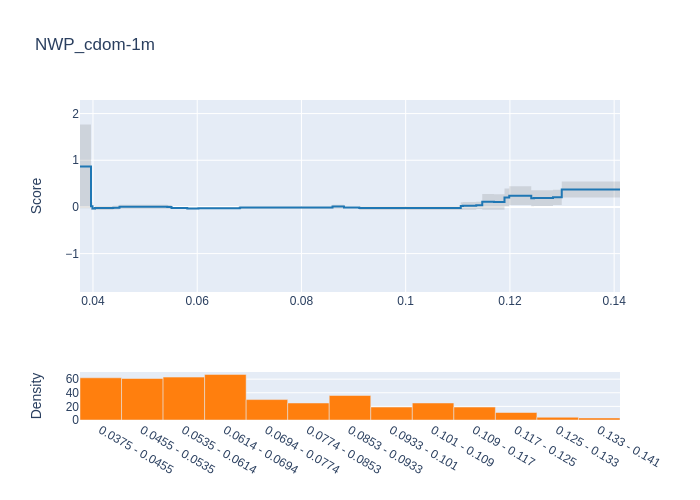 NWP_cdom-1m
Score
2
1
0
−1
0.04
0.06
0.08
0.1
0.12
0.14
Density
60
40
20
0
0.0375 - 0.0455
0.0455 - 0.0535
0.0535 - 0.0614
0.0614 - 0.0694
0.0694 - 0.0774
0.0774 - 0.0853
0.0853 - 0.0933
0.0933 - 0.101
0.101 - 0.109
0.109 - 0.117
0.117 - 0.125
0.125 - 0.133
0.133 - 0.141